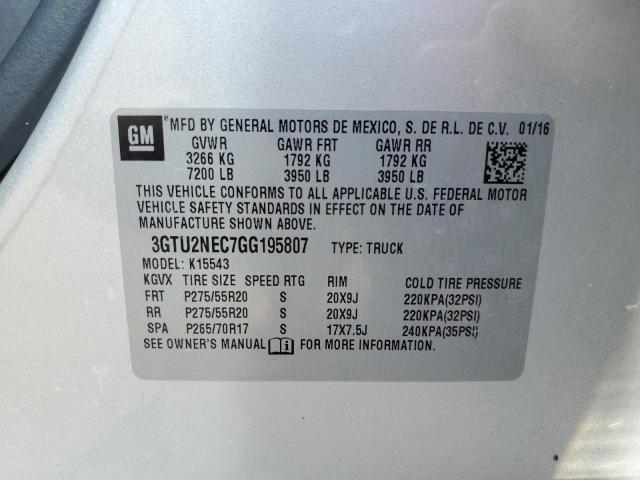 GM MFD BY GENERAL MOTORS DE MEXICO, S. DE R.L. DE C.V. 01/16
GVWR GAWR FRT GAWR RR
3266 KG 1792 KG 1792 KG
7200 LB 3950 LB 3950 LB
THIS VEHICLE CONFORMS TO ALL APPLICABLE U.S. FEDERAL MOTOR
VEHICLE SAFETY STANDARDS IN EFFECT ON THE DATE OF
MANUFACTURE SHOWN ABOVE.
3GTU2NEC7GG195807 TYPE: TRUCK
MODEL: K15543
KGVX TIRE SIZE SPEED RTG RIM COLD TIRE PRESSURE
FRT P275/55R20 S 20X9J 220KPA(32PSI)
RR P275/55R20 S 20X9J 220KPA(32PSI)
SPA P265/70R17 S 17X7.5J 240KPA(35PSI)
SEE OWNER'S MANUAL FOR MORE INFORMATION.